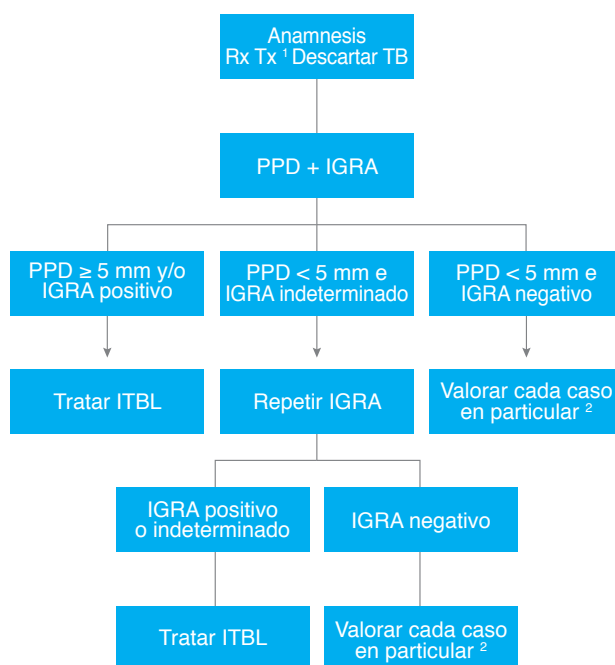 Anamnesis
Rx Tx ¹ Descartar TB
PPD + IGRA
PPD ≥ 5 mm y/o
IGRA positivo
PPD < 5 mm e
IGRA indeterminado
PPD < 5 mm e
IGRA negativo
Tratar ITBL
Repetir IGRA
Valorar cada caso
en particular ²
IGRA positivo
o indeterminado
IGRA negativo
Tratar ITBL
Valorar cada caso
en particular ²